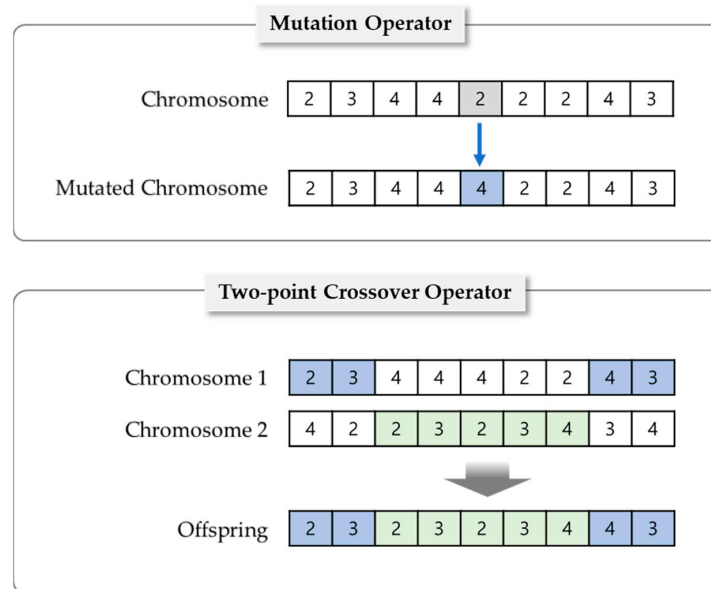 Mutation Operator
Chromosome 2 3 4 4 2 2 2 4 3
Mutated Chromosome 2 3 4 4 4 2 2 4 3
Two-point Crossover Operator
Chromosome 1 2 3 4 4 4 2 2 4 3
Chromosome 2 4 2 2 3 2 3 4 3 4
Offspring 2 3 2 3 2 3 4 4 3